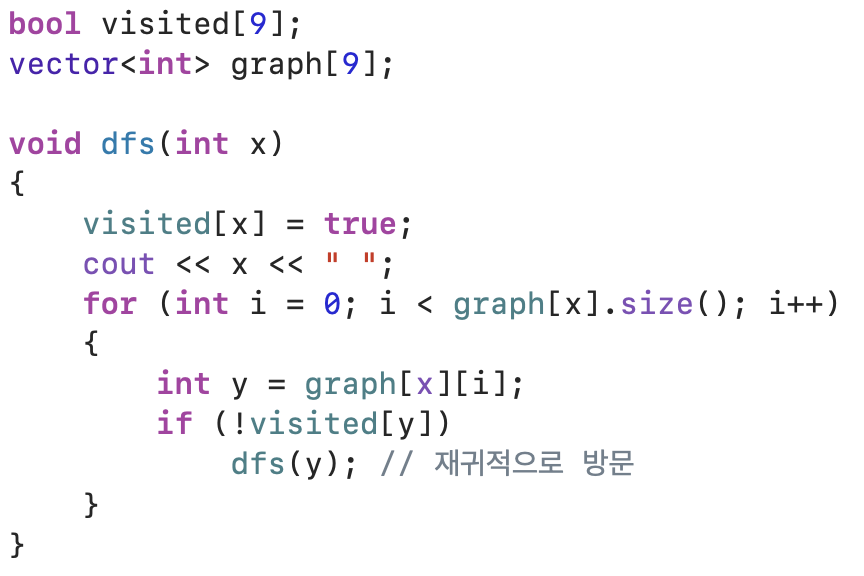 bool visited[9];
vector<int> graph[9];

void dfs(int x)
{
    visited[x] = true;
    cout << x << " ";
    for (int i = 0; i < graph[x].size(); i++)
    {
        int y = graph[x][i];
        if (!visited[y])
            dfs(y); // 재귀적으로 방문
    }
}